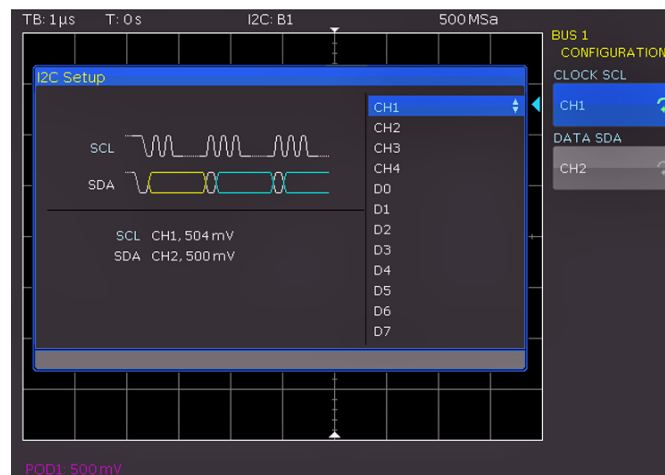 TB: 1 µs T: 0 s I2C: B1 500 MSa
BUS 1
CONFIGURATION
I2C Setup
CLOCK SCL
CH1
DATA SDA
CH2
SCL
SDA
SCL CH1, 504 mV
SDA CH2, 500 mV
CH1
CH2
CH3
CH4
D0
D1
D2
D3
D4
D5
D6
D7
POD1: 500 mV